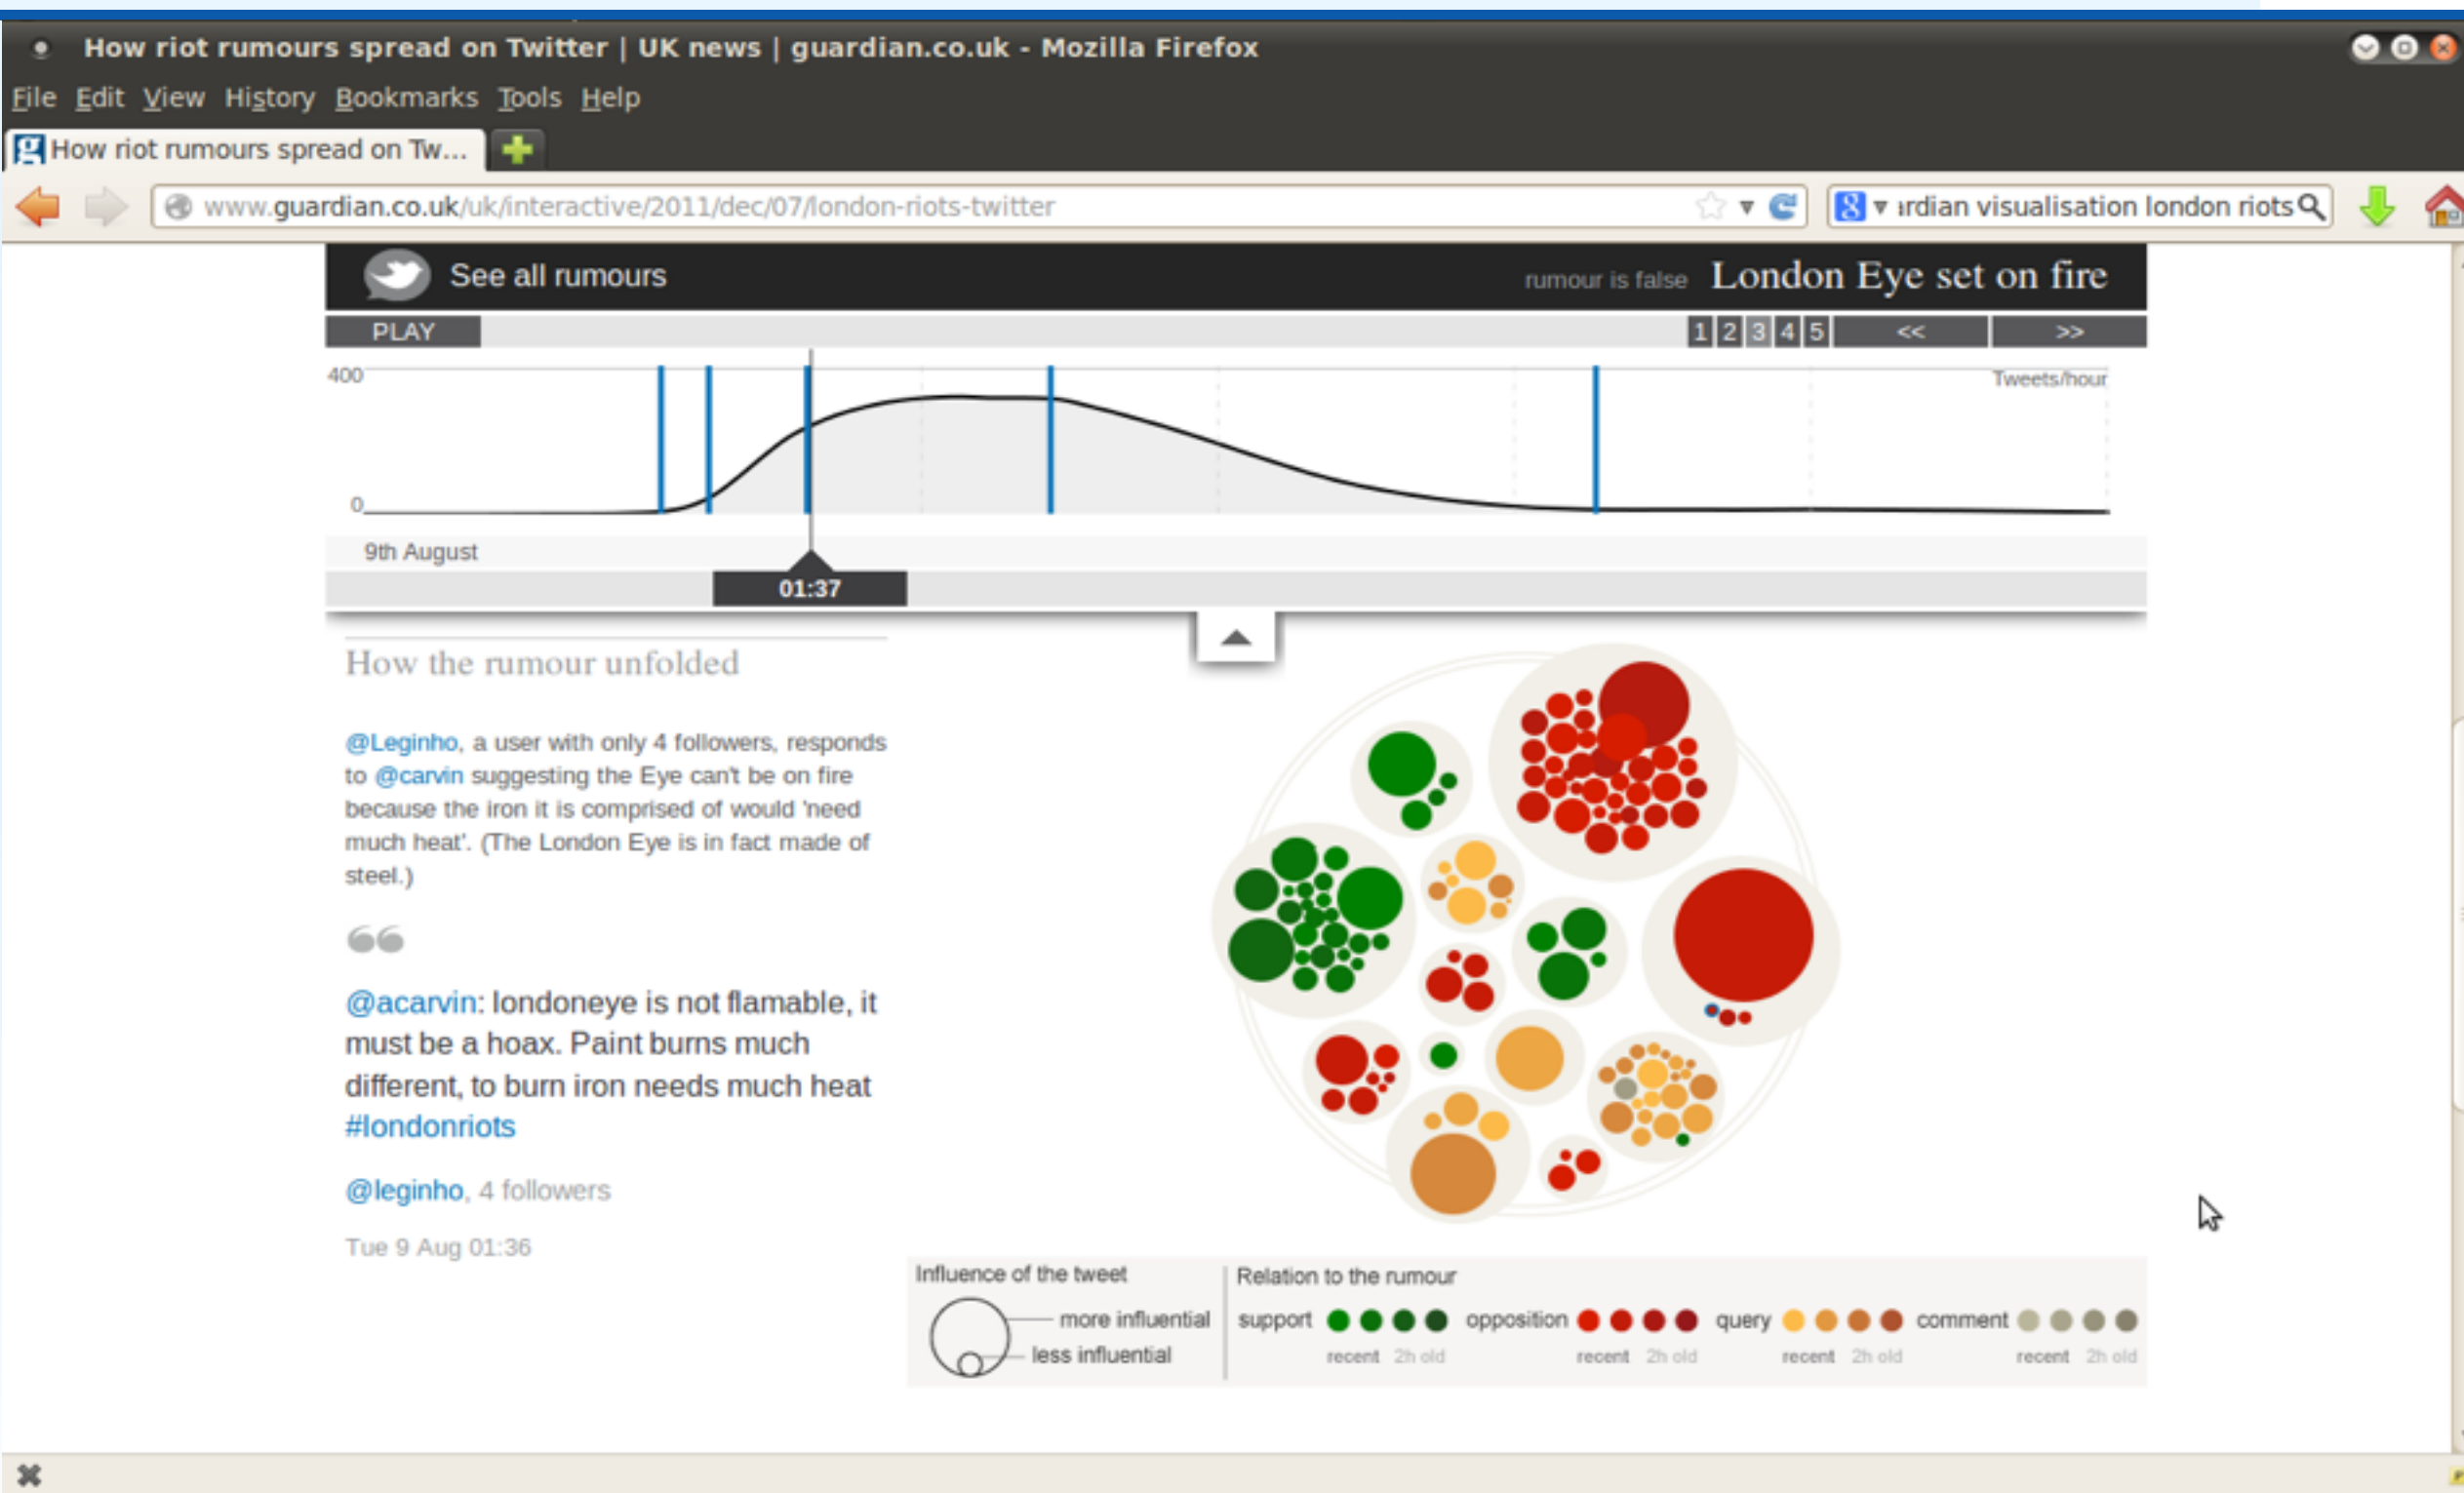 How riot rumours spread on Twitter | UK news | guardian.co.uk - Mozilla Firefox
File Edit View History Bookmarks Tools Help
How riot rumours spread on Tw...
www.guardian.co.uk/uk/interactive/2011/dec/07/london-riots-twitter
ardian visualisation london riots
See all rumours
rumour is false London Eye set on fire
PLAY
1 2 3 4 5 << >>
400
Tweets/hour
0
9th August
01:37
How the rumour unfolded
@Leginho, a user with only 4 followers, responds
to @carvin suggesting the Eye can't be on fire
because the iron it is comprised of would 'need
much heat'. (The London Eye is in fact made of
steel.)
@acarvin: londoneye is not flamable, it
must be a hoax. Paint burns much
different, to burn iron needs much heat
#londonriots
@leginho, 4 followers
Tue 9 Aug 01:36
Influence of the tweet
more influential
less influential
Relation to the rumour
support opposition query comment
recent 2h old recent 2h old recent 2h old recent 2h old